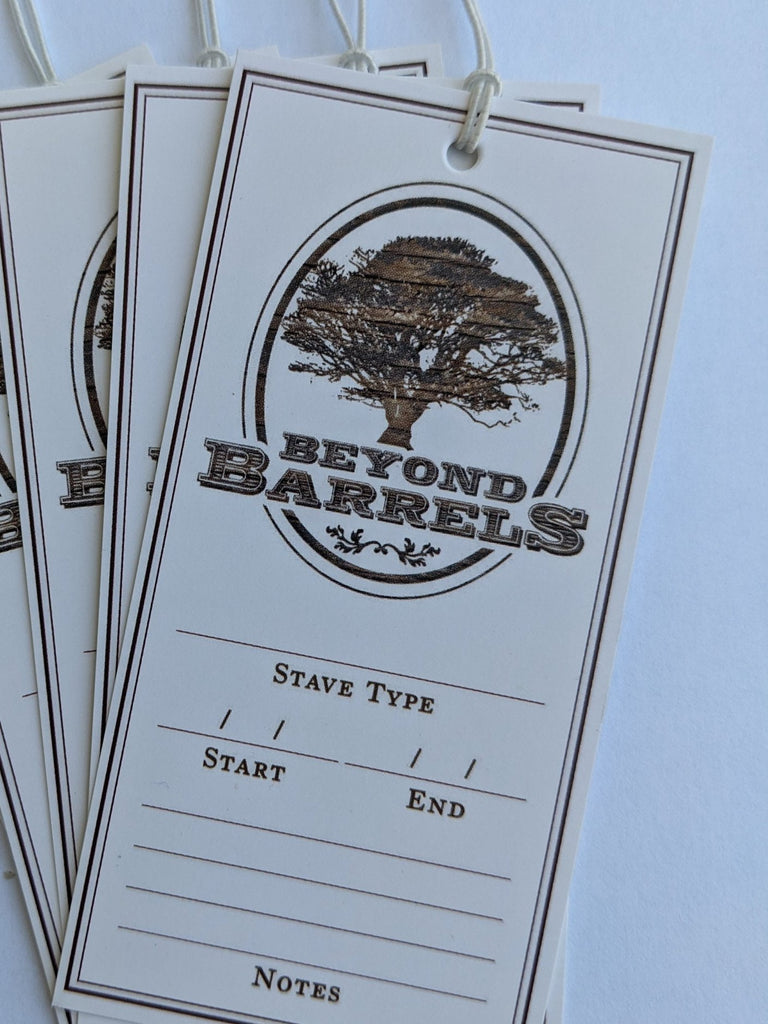 BEYOND
BARRELS
STAVE TYPE
/ / / /
START END
NOTES
B
B